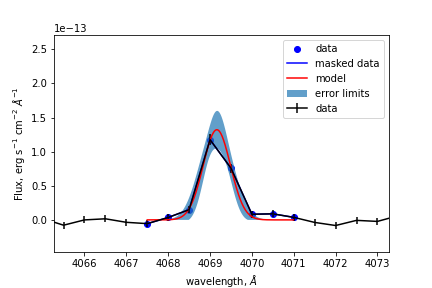 1e−13
2.5
2.0
1.5
1.0
0.5
0.0
Flux, erg s⁻¹ cm⁻² Å⁻¹
data
masked data
model
error limits
data
4066 4067 4068 4069 4070 4071 4072 4073
wavelength, Å